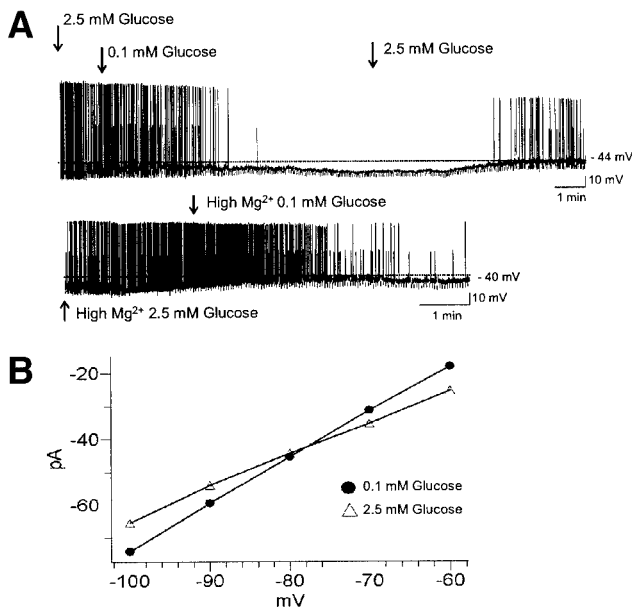 A
2.5 mM Glucose
0.1 mM Glucose
2.5 mM Glucose
- 44 mV
10 mV
1 min
High Mg²⁺ 0.1 mM Glucose
- 40 mV
10 mV
1 min
High Mg²⁺ 2.5 mM Glucose
B
-20
-40
-60
pA
0.1 mM Glucose
2.5 mM Glucose
-100 -90 -80 -70 -60
mV